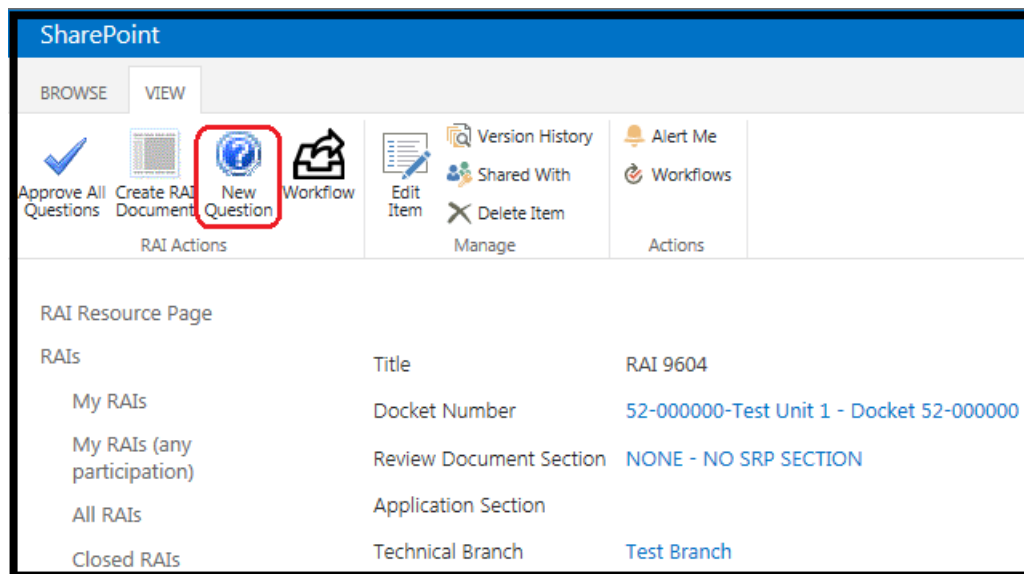 SharePoint
BROWSE VIEW
Approve All Questions
Create RAI Document
New Question
Workflow
RAI Actions
Edit Item
Version History
Shared With
Delete Item
Manage
Alert Me
Workflows
Actions
RAI Resource Page
RAIs
My RAIs
My RAIs (any
participation)
All RAIs
Closed RAIs
Title RAI 9604
Docket Number 52-000000-Test Unit 1 - Docket 52-000000
Review Document Section NONE - NO SRP SECTION
Application Section
Technical Branch Test Branch